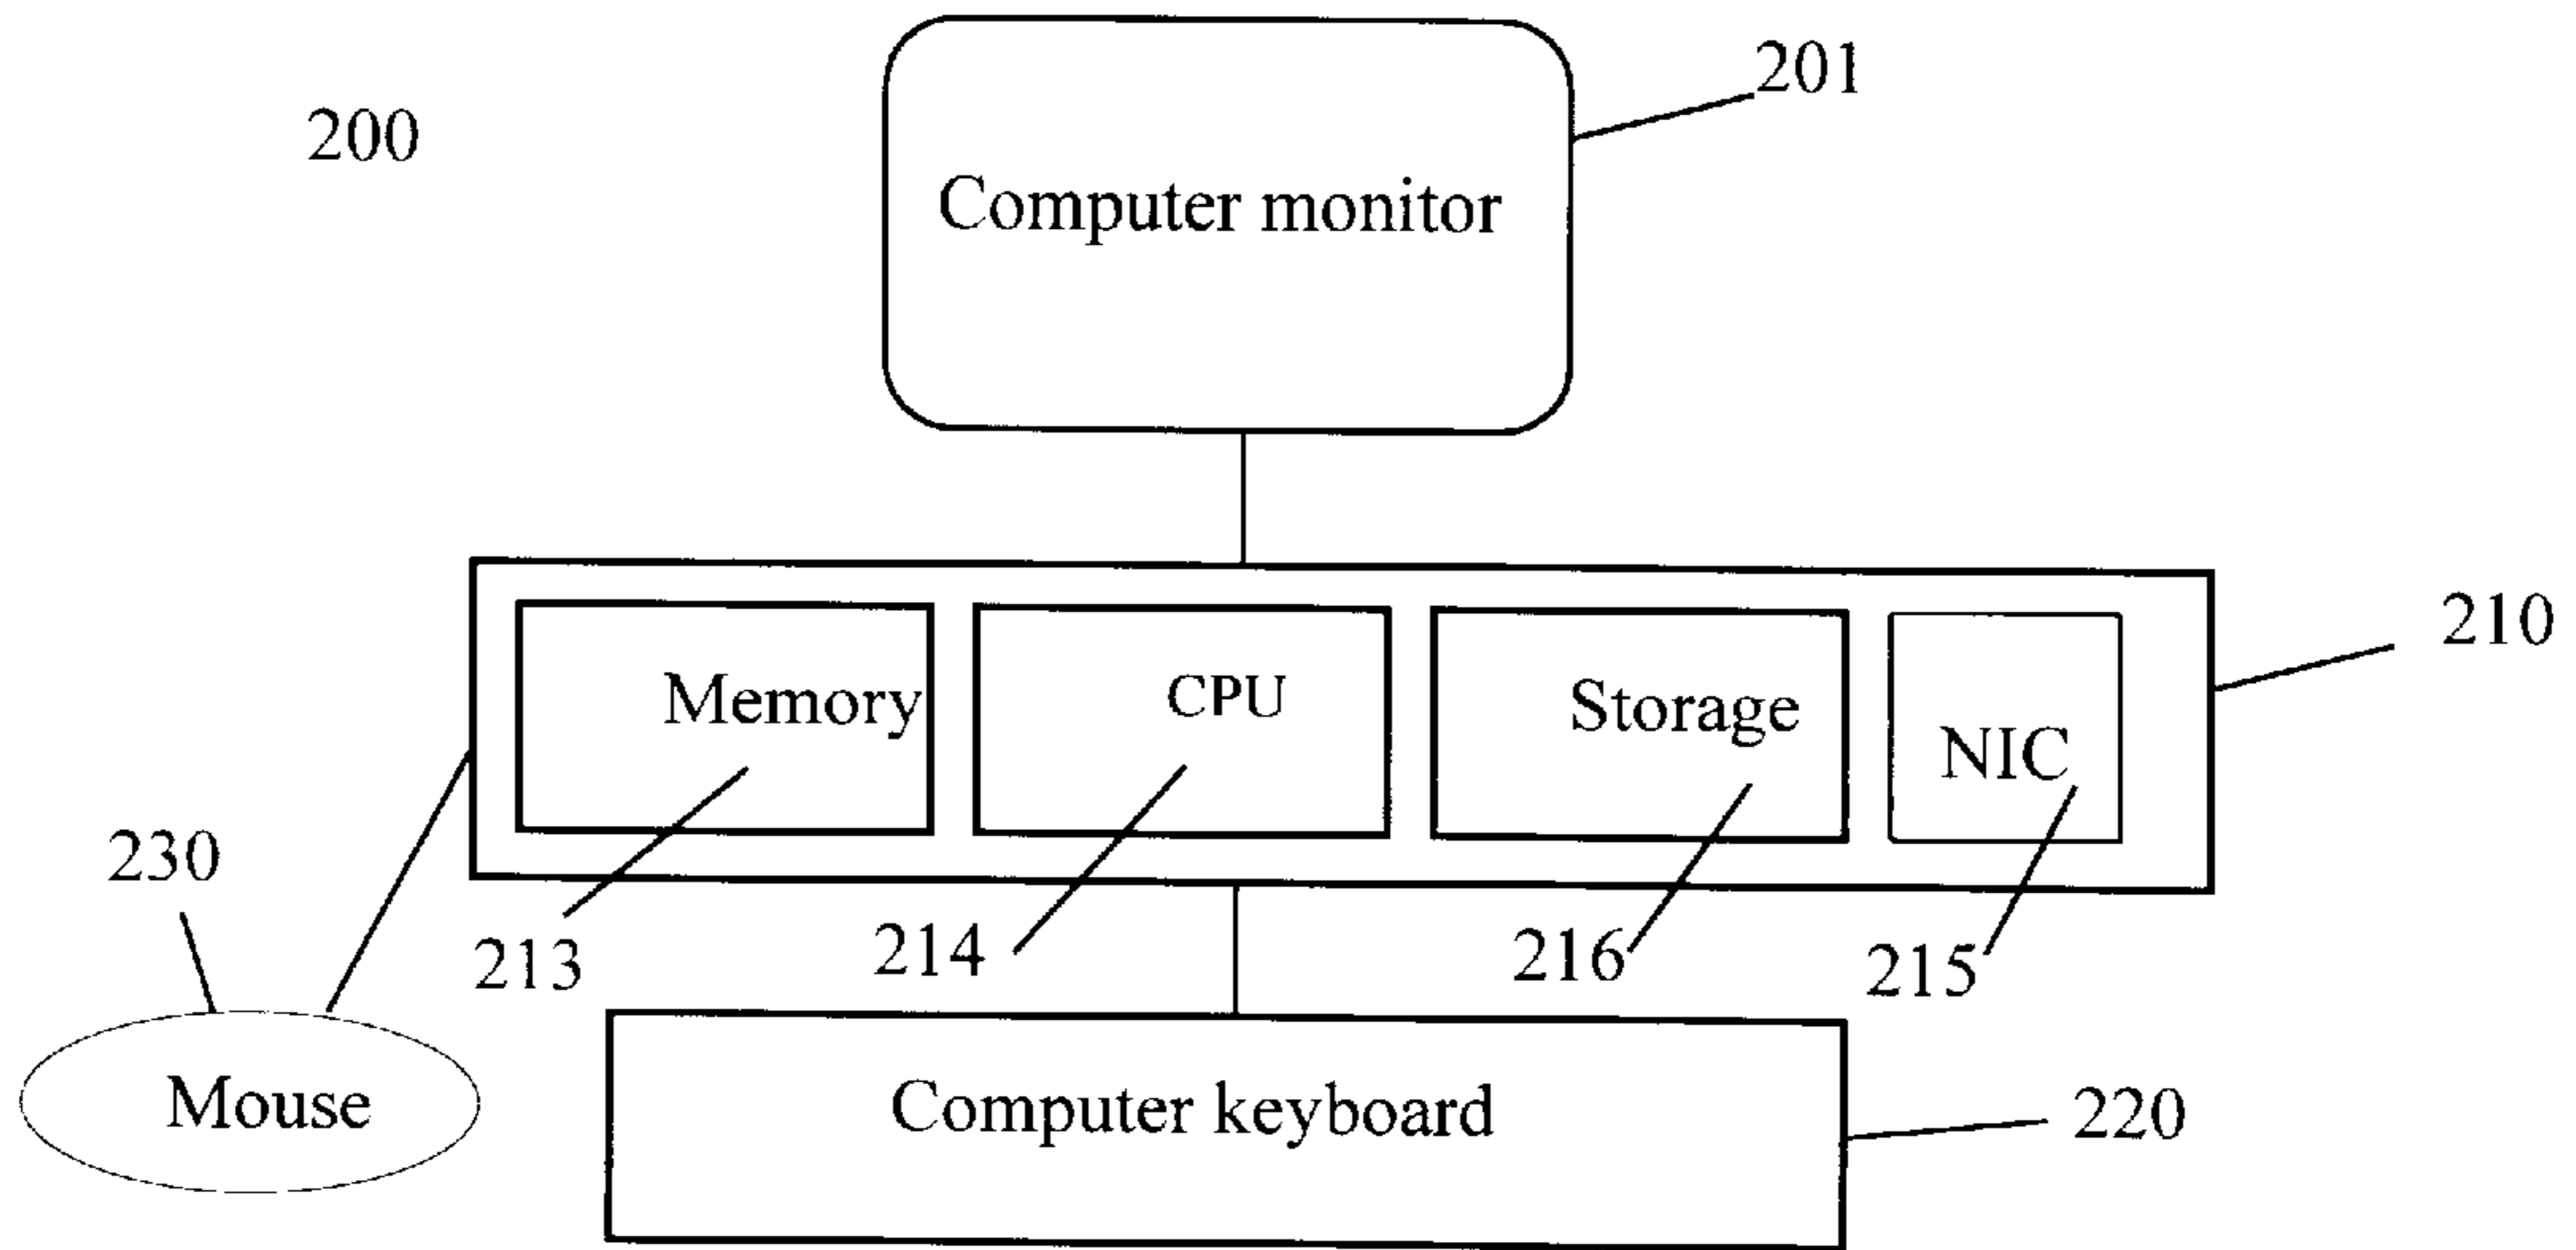 201
200
Computer monitor
210
Memory
CPU
Storage
NIC
230
213
214
216
215
Mouse
Computer keyboard
220